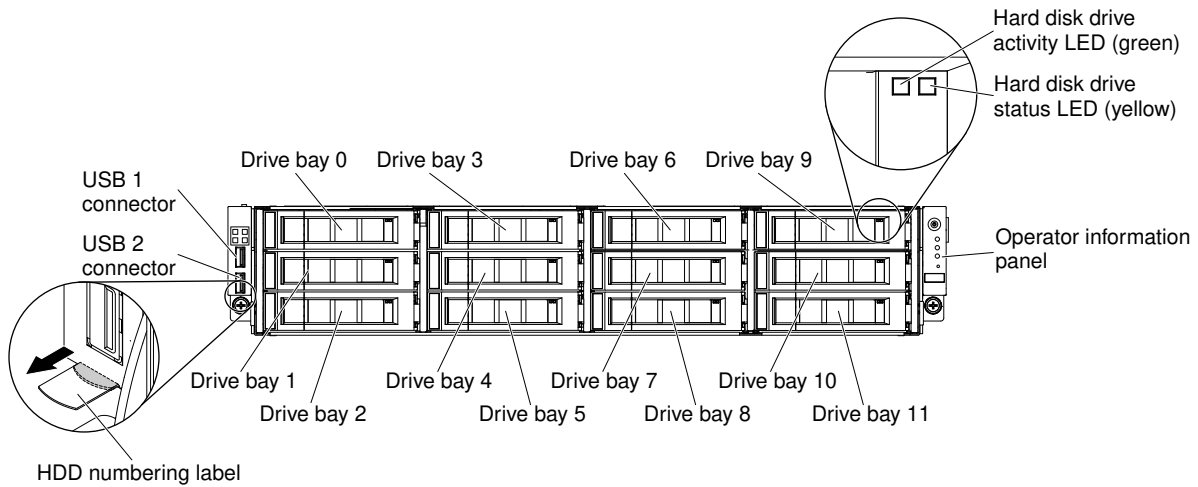 Hard disk drive
activity LED (green)
Hard disk drive
status LED (yellow)
Drive bay 0
Drive bay 3
Drive bay 6
Drive bay 9
USB 1
connector
USB 2
connector
Operator information
panel
Drive bay 1
Drive bay 4
Drive bay 7
Drive bay 10
Drive bay 2
Drive bay 5
Drive bay 8
Drive bay 11
HDD numbering label